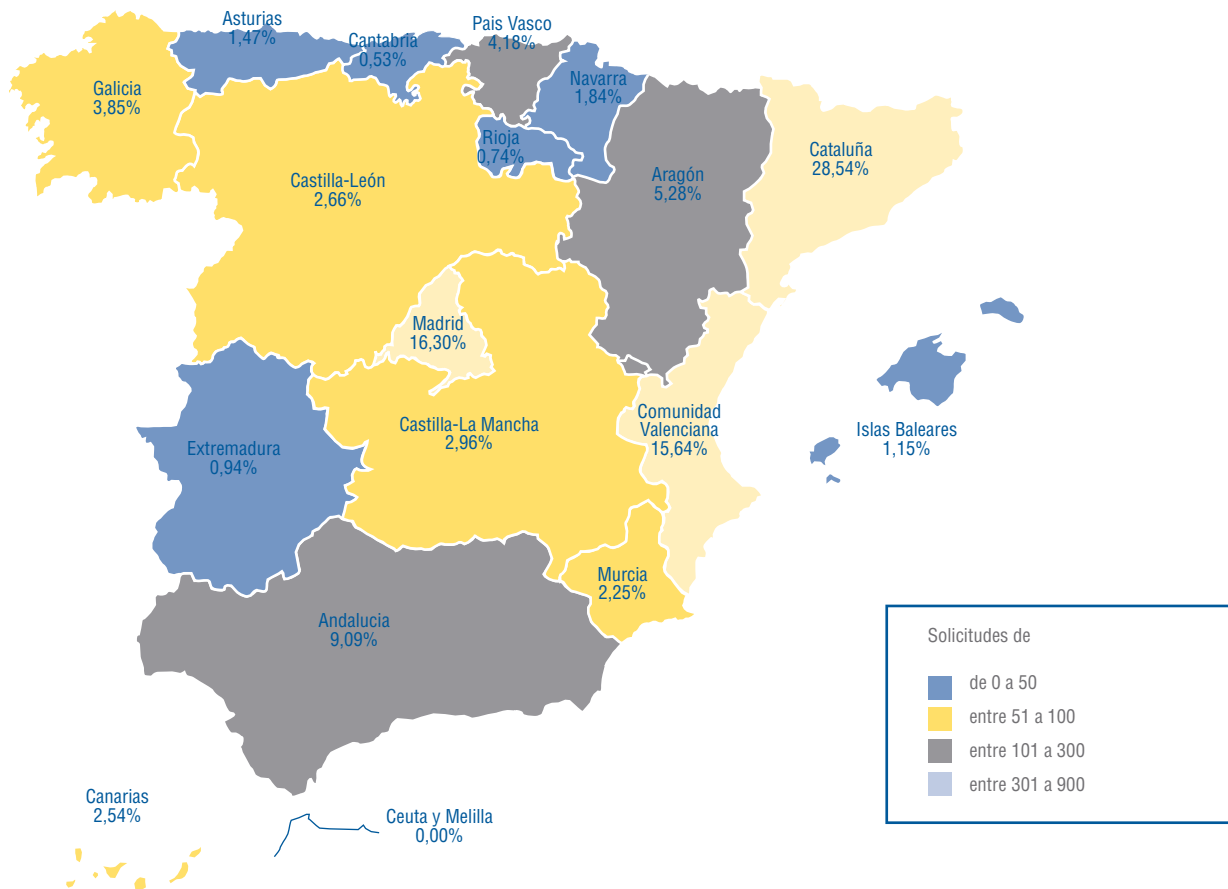 Asturias
1,47%
Cantabria
0,53%
Pais Vasco
4,18%
Navarra
1,84%
Galicia
3,85%
Rioja
0,74%
Castilla-León
2,66%
Aragón
5,28%
Cataluña
28,54%
Madrid
16,30%
Castilla-La Mancha
2,96%
Comunidad
Valenciana
15,64%
Islas Baleares
1,15%
Extremadura
0,94%
Murcia
2,25%
Andalucia
9,09%
Canarias
2,54%
Ceuta y Melilla
0,00%
Solicitudes de
de 0 a 50
entre 51 a 100
entre 101 a 300
entre 301 a 900